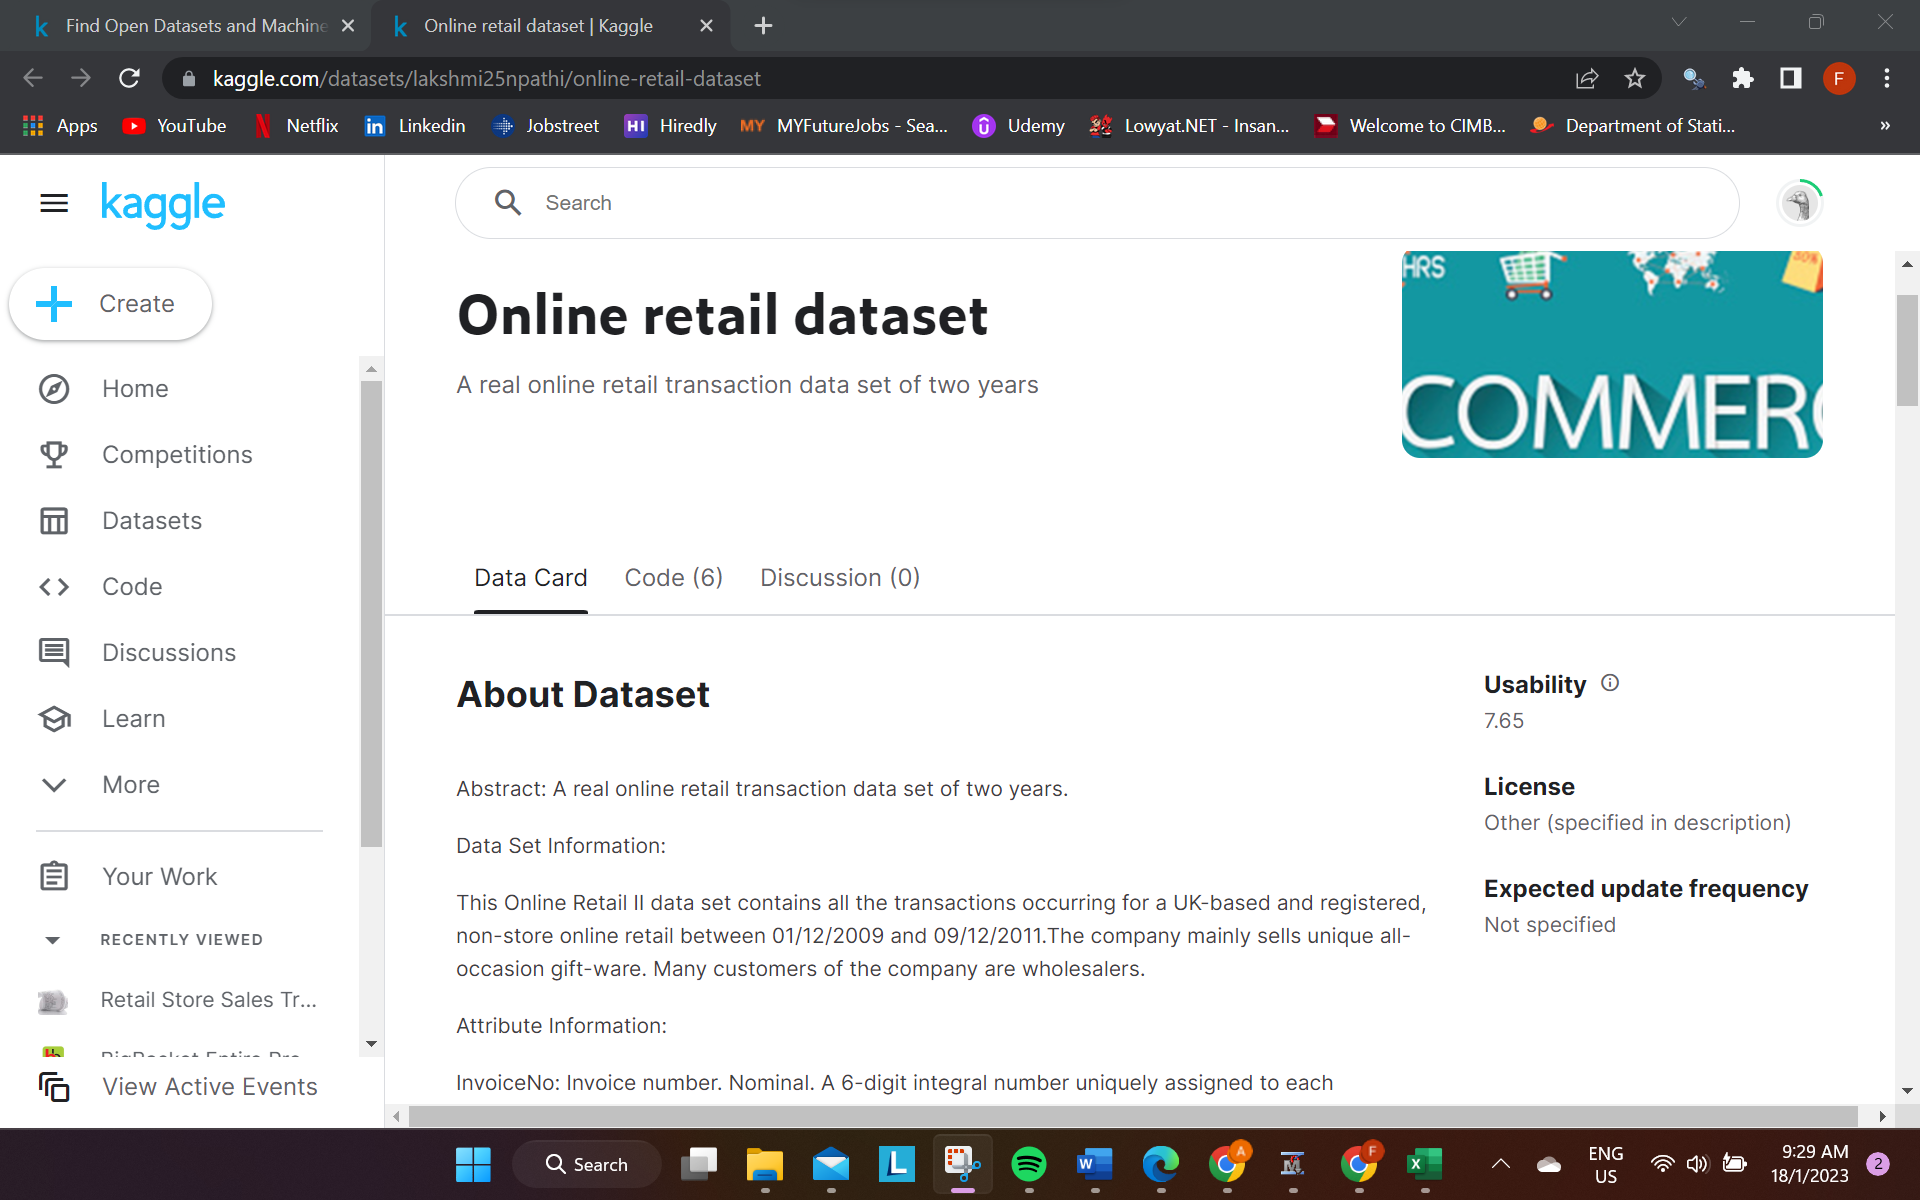 Find Open Datasets and Machine
Online retail dataset | Kaggle
kaggle.com/datasets/lakshmi25npathi/online-retail-dataset
F
Apps
YouTube
Netflix
Linkedin
Jobstreet
HI Hiredly
MY MYFutureJobs - Sea...
Udemy
Lowyat.NET - Insan...
Welcome to CIMB...
Department of Stati...
»
kaggle
Search
Create
Home
Competitions
Datasets
Code
Discussions
Learn
More
Your Work
RECENTLY VIEWED
Retail Store Sales Tr...
BigBasket Entire Pro...
View Active Events
HRS
COMMERC
Online retail dataset
A real online retail transaction data set of two years
Data Card
Code (6)
Discussion (0)
About Dataset
Abstract: A real online retail transaction data set of two years.
Data Set Information:
This Online Retail II data set contains all the transactions occurring for a UK-based and registered,
non-store online retail between 01/12/2009 and 09/12/2011.The company mainly sells unique all-
occasion gift-ware. Many customers of the company are wholesalers.
Attribute Information:
InvoiceNo: Invoice number. Nominal. A 6-digit integral number uniquely assigned to each
Usability
7.65
License
Other (specified in description)
Expected update frequency
Not specified
Search
L
W
A
M
F
X
ENG
US
9:29 AM
18/1/2023
2